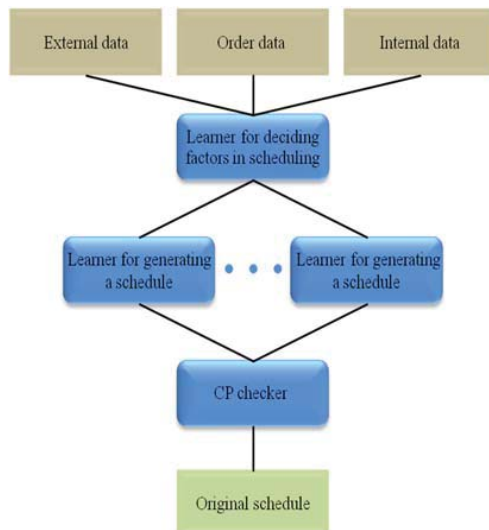 External data
Order data
Internal data
Learner for deciding
factors in scheduling
Learner for generating
a schedule
Learner for generating
a schedule
CP checker
Original schedule